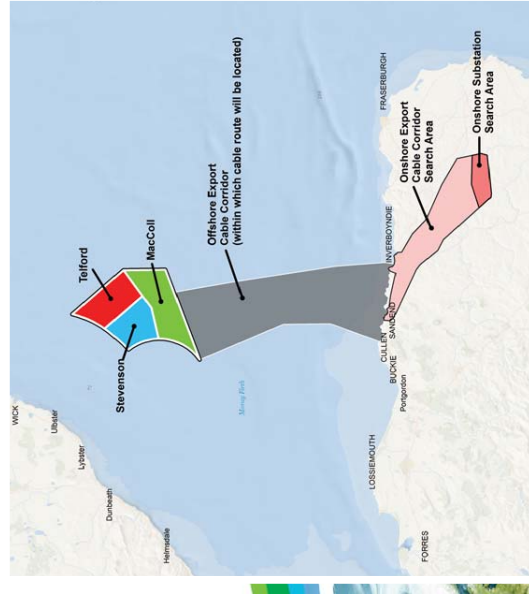 WICK
Ulbster
Lybster
Dunbeath
Helmsdale
Telford
Stevenson
MacColl
Moray Firth
Offshore Export
Cable Corridor
(withlin which cable route will be located)
LOSSIEMOUTH
FORRES
Portgordon
BUCKIE
CULLEN
SANDEND
INVERBOYNDIE
FRASERBURGH
Onshore Export
Cable Corridor
Search Area
Onshore Substation
Search Area